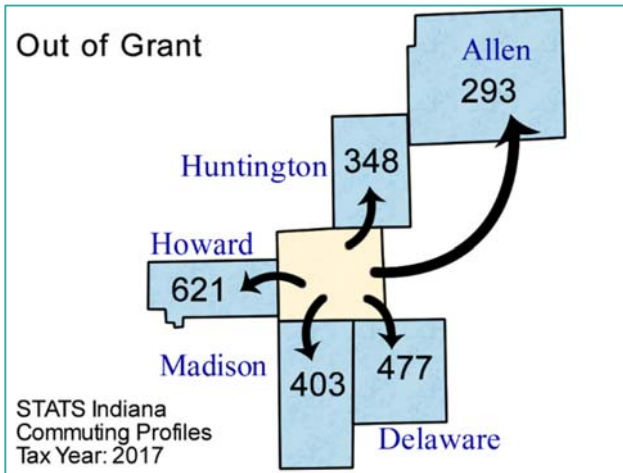 Out of Grant
Allen
293
Huntington
348
Howard
621
Madison
403
477
Delaware
STATS Indiana
Commuting Profiles
Tax Year: 2017